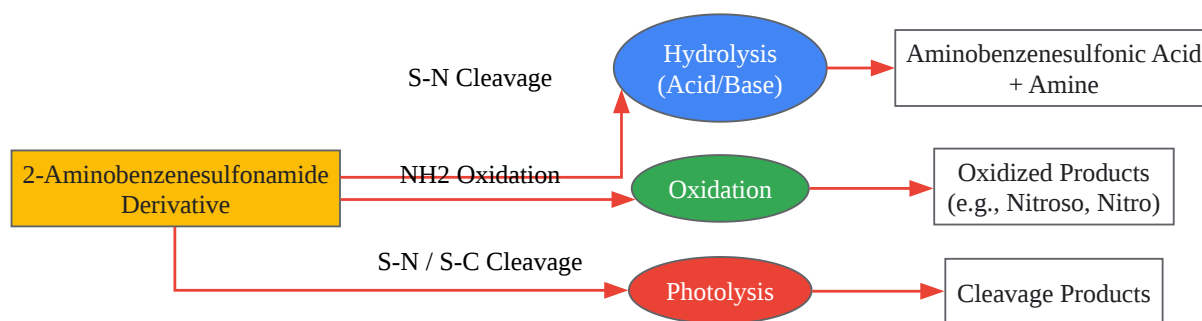 2-Aminobenzenesulfonamide
Derivative
S-N Cleavage
Hydrolysis
(Acid/Base)
Aminobenzenesulfonic Acid
+ Amine
NH2 Oxidation
Oxidation
Oxidized Products
(e.g., Nitroso, Nitro)
S-N / S-C Cleavage
Photolysis
Cleavage Products